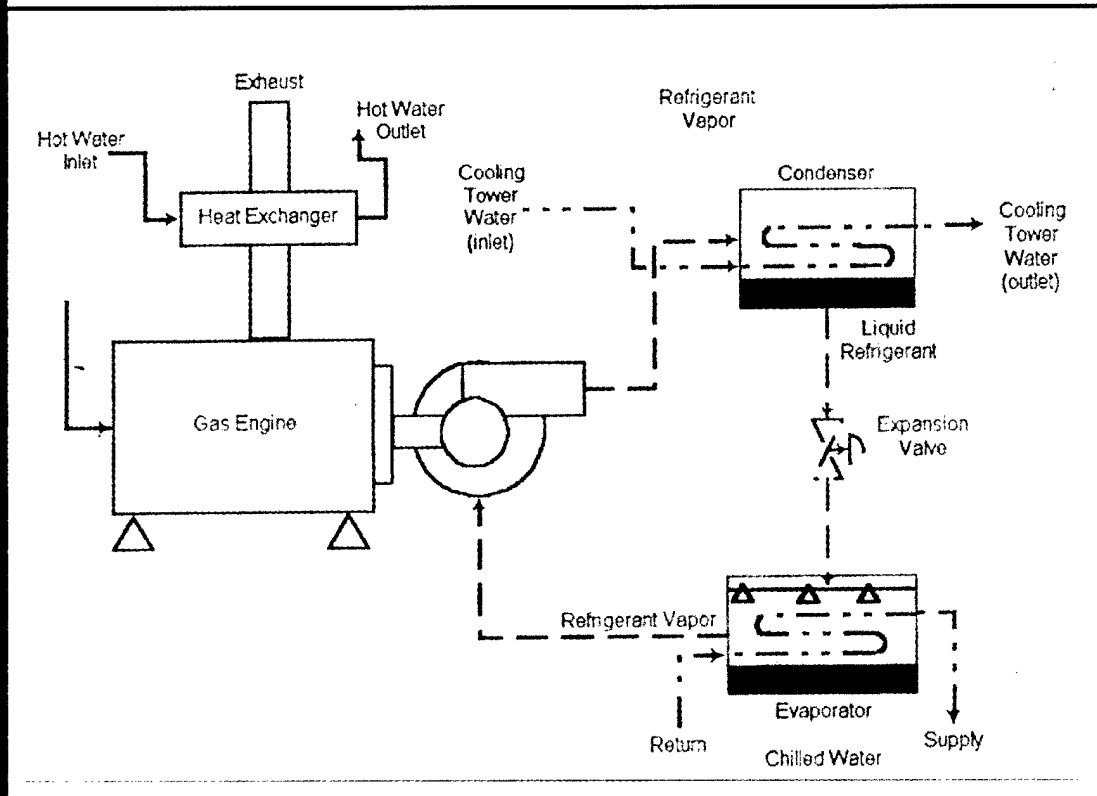 Exhaust
Hot Water
Inlet
Hot Water
Outlet
Heat Exchanger
Refrigerant
Vapor
Cooling
Tower
Water
(inlet)
Condenser
Cooling
Tower
Water
(outlet)
Liquid
Refrigerant
Gas Engine
Expansion
Valve
Refrigerant Vapor
Evaporator
Return
Supply
Chilled Water